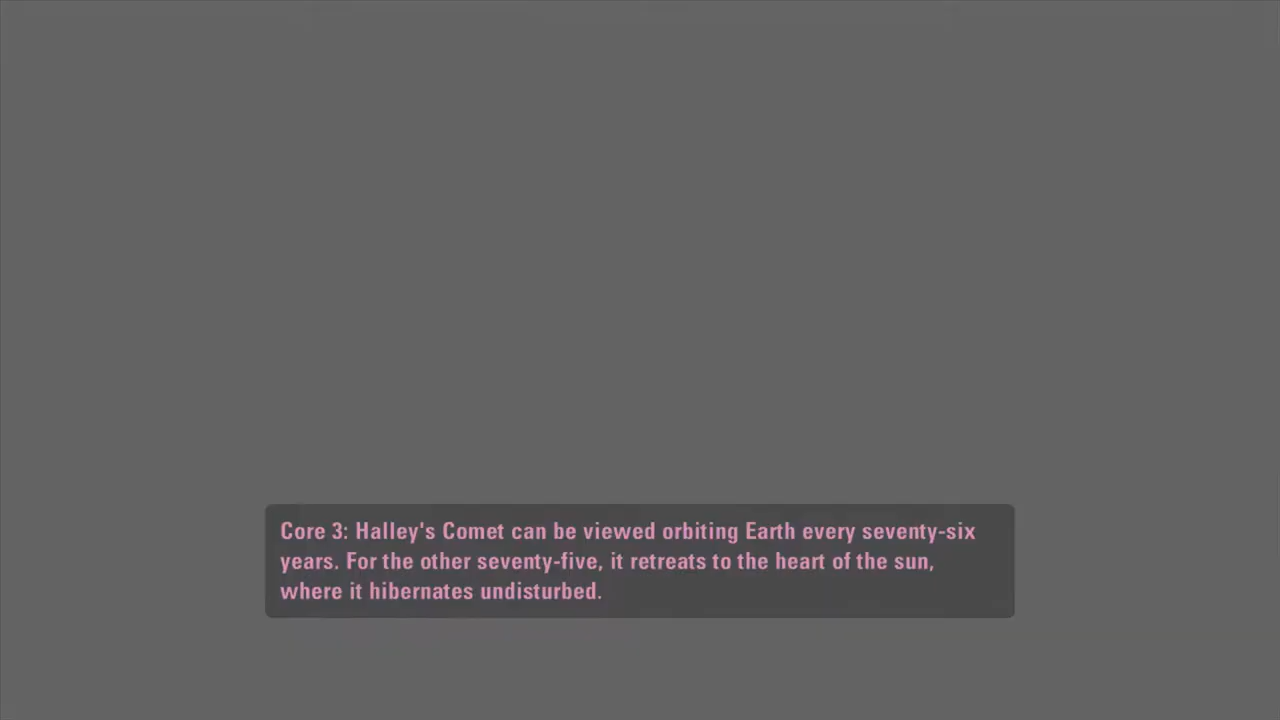 Core 3: Halley's Comet can be viewed orbiting Earth every seventy-six
years. For the other seventy-five, it retreats to the heart of the sun,
where it hibernates undisturbed.